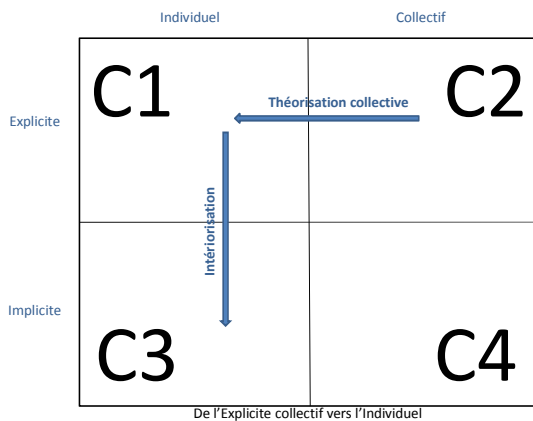 Individuel
Collectif
C1
C2
Théorisation collective
Explicite
Intériorisation
Implicite
C3
C4
De l’Explicite collectif vers l’Individuel